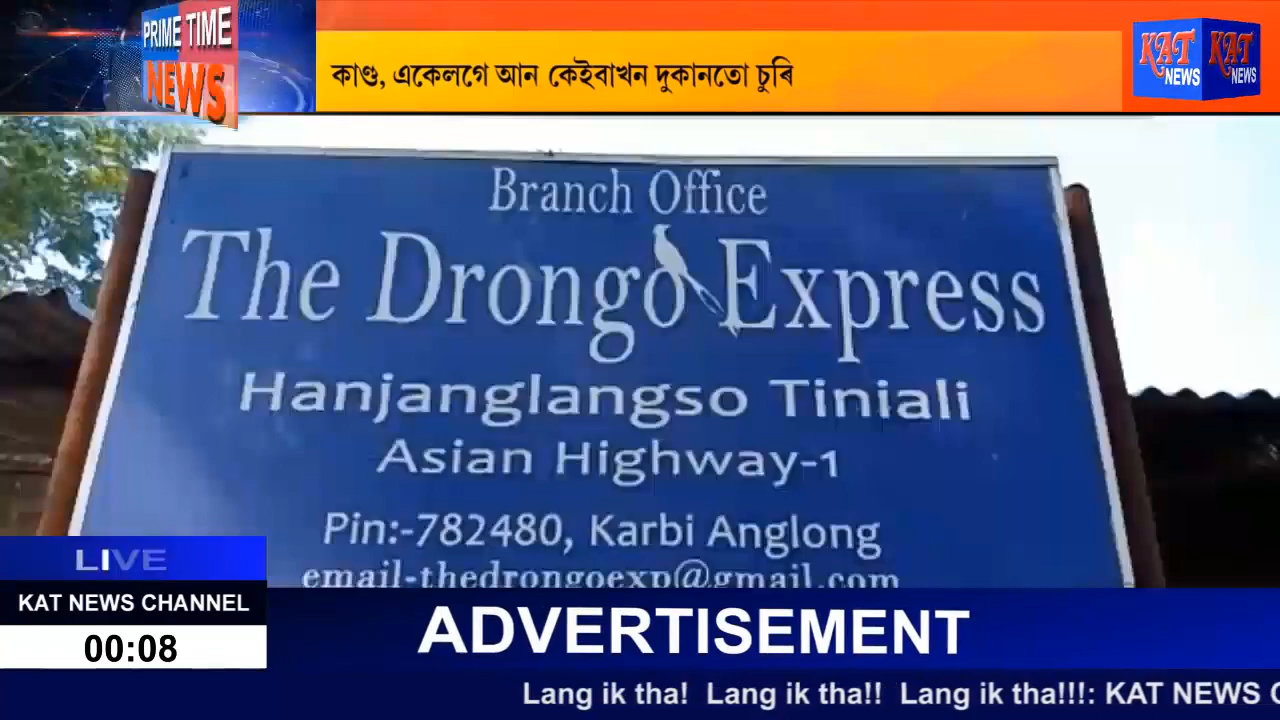 PRIME TIME
NEWS
কাণ্ড, একেলগে আন কেইবাখন দুকানতো চুৰি
KAT
NEWS
KAT
NEWS
Branch Office
The Drongo Express
Hanjanglangso Tiniali
Asian Highway-1
Pin:-782480, Karbi Anglong
email-thedrongoexp@gmail.com
LIVE
KAT NEWS CHANNEL
00:08
ADVERTISEMENT
Lang ik tha! Lang ik tha!! Lang ik tha!!!: KAT NEWS